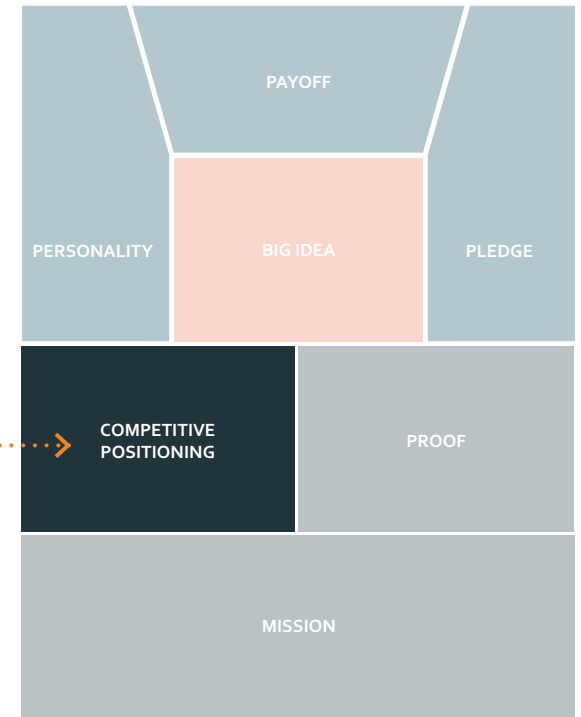 PAYOFF
PERSONALITY
BIG IDEA
PLEDGE
COMPETITIVE
POSITIONING
PROOF
MISSION